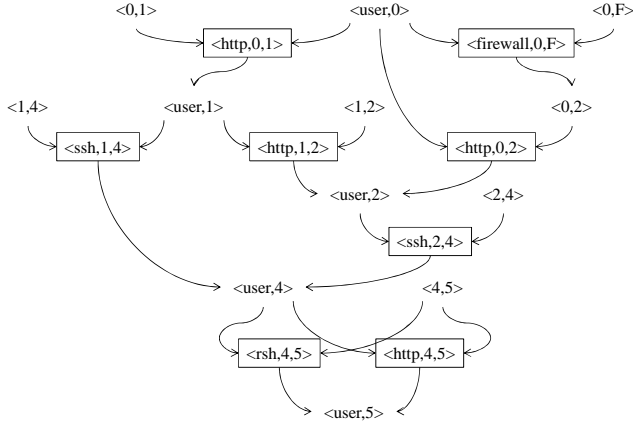 <0,1> <user,0> <0,F>
<http,0,1> <firewall,0,F>
<1,4> <user,1> <1,2> <0,2>
<ssh,1,4> <http,1,2> <http,0,2>
<user,2> <2,4>
<ssh,2,4>
<user,4> <4,5>
<rsh,4,5> <http,4,5>
<user,5>